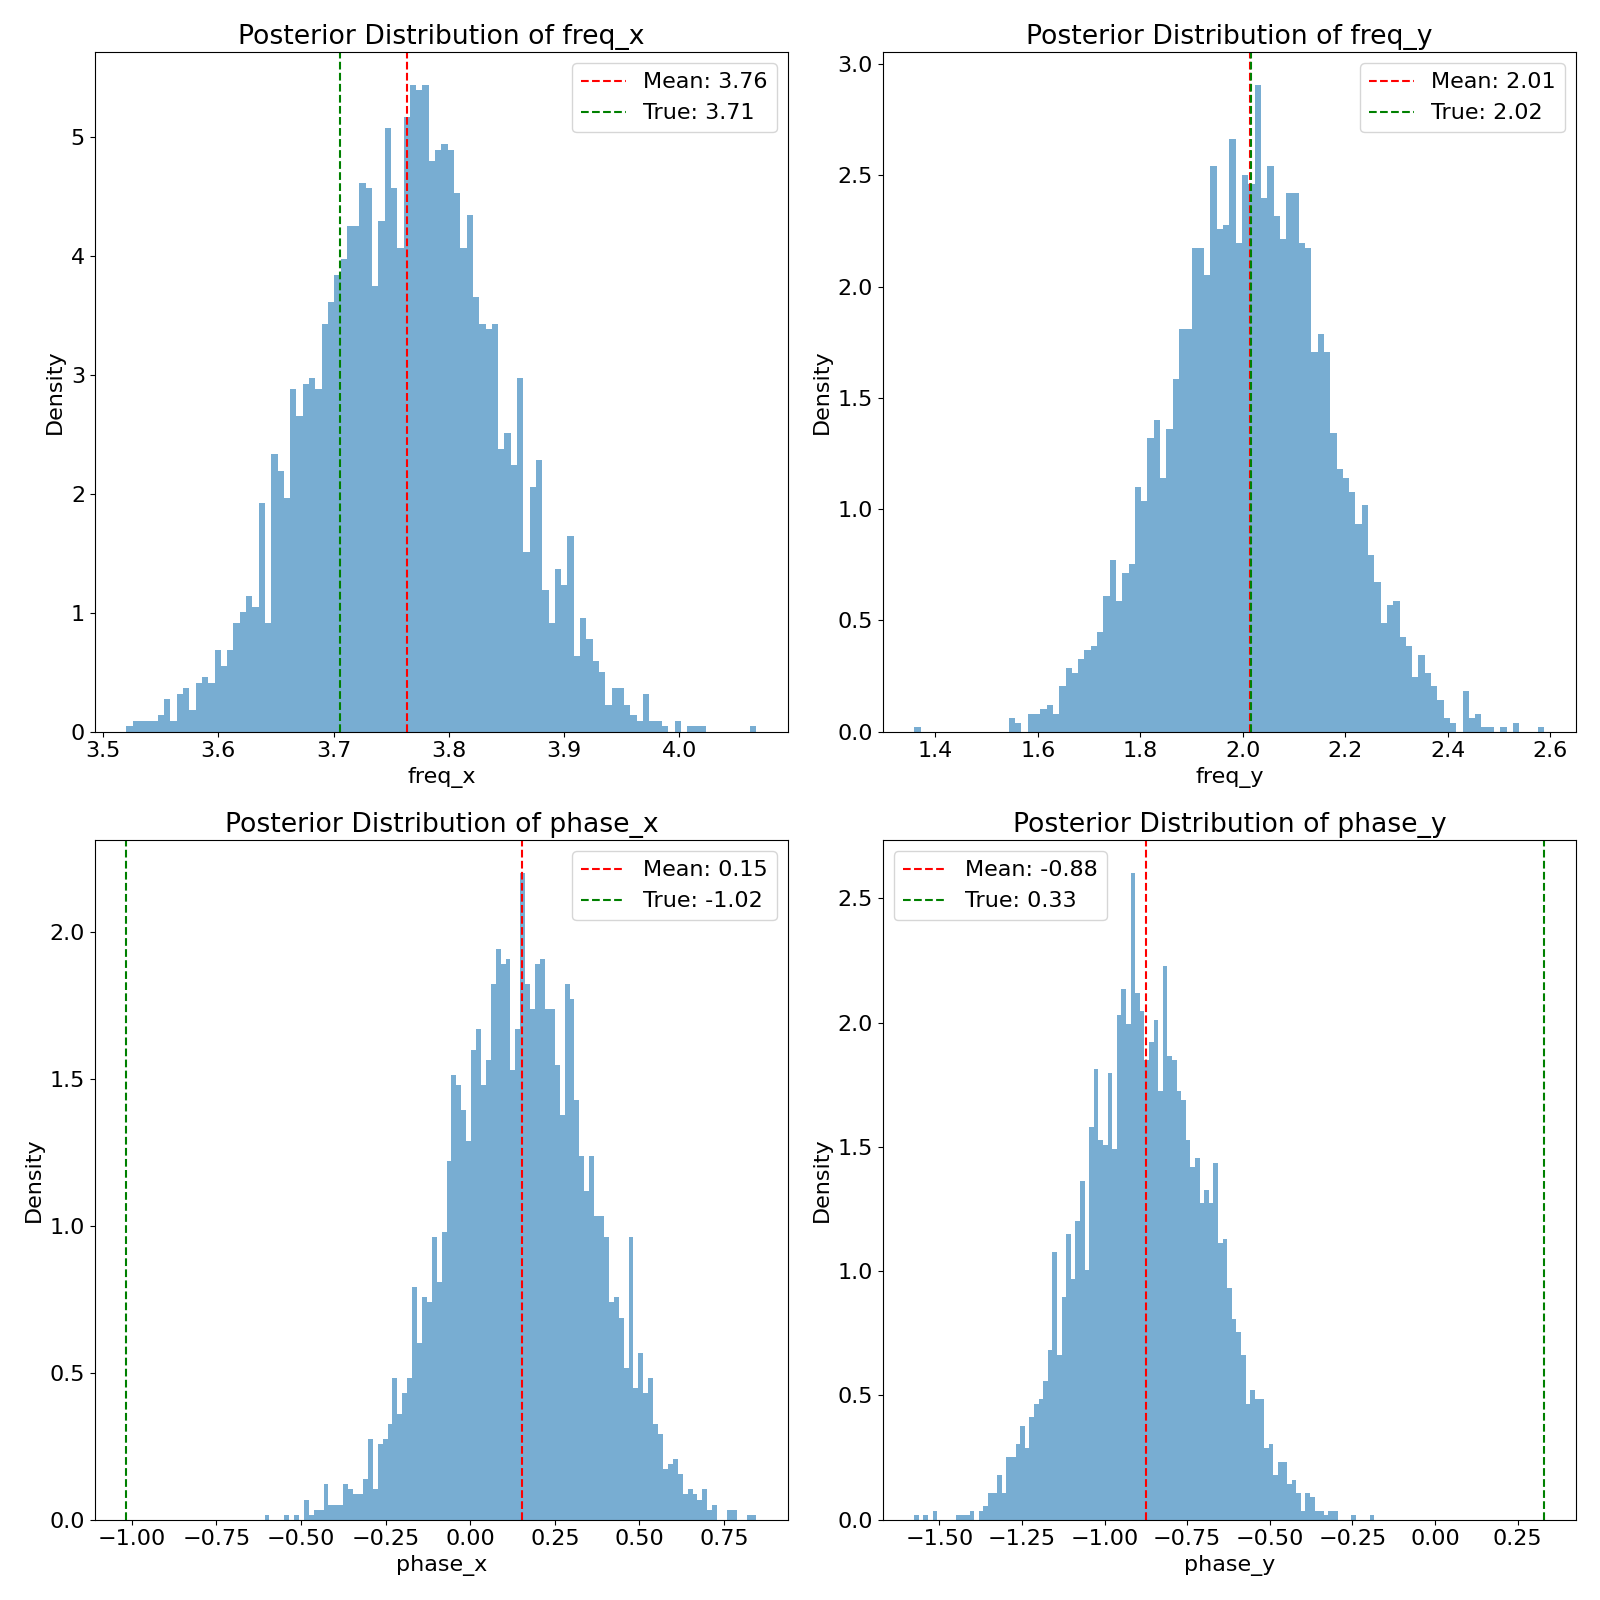 Posterior Distribution of freq_x
Mean: 3.76
True: 3.71
Density
5
4
3
2
1
0
3.5 3.6 3.7 3.8 3.9 4.0
freq_x
Posterior Distribution of freq_y
Mean: 2.01
True: 2.02
Density
3.0
2.5
2.0
1.5
1.0
0.5
0.0
1.4 1.6 1.8 2.0 2.2 2.4 2.6
freq_y
Posterior Distribution of phase_x
Mean: 0.15
True: -1.02
Density
2.0
1.5
1.0
0.5
0.0
−1.00 −0.75 −0.50 −0.25 0.00 0.25 0.50 0.75
phase_x
Posterior Distribution of phase_y
Mean: -0.88
True: 0.33
Density
2.5
2.0
1.5
1.0
0.5
0.0
−1.50 −1.25 −1.00 −0.75 −0.50 −0.25 0.00 0.25
phase_y